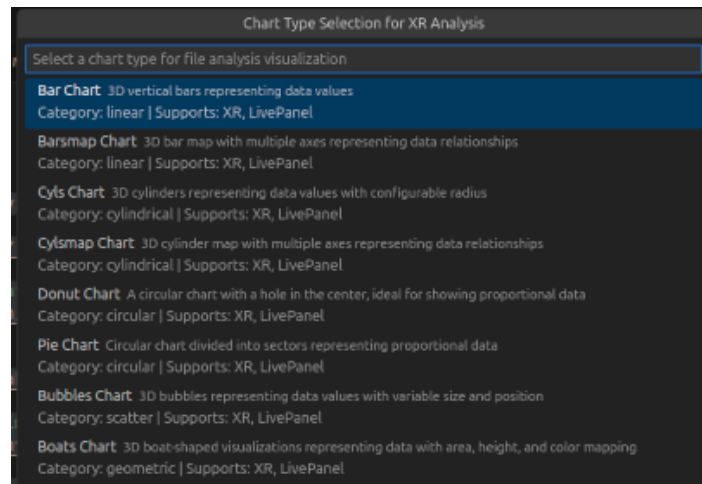 Chart Type Selection for XR Analysis
Select a chart type for file analysis visualization
Bar Chart 3D vertical bars representing data values
Category: linear | Supports: XR, LivePanel
Barsmap Chart 3D bar map with multiple axes representing data relationships
Category: linear | Supports: XR, LivePanel
Cyls Chart 3D cylinders representing data values with configurable radius
Category: cylindrical | Supports: XR, LivePanel
Cylsmap Chart 3D cylinder map with multiple axes representing data relationships
Category: cylindrical | Supports: XR, LivePanel
Donut Chart A circular chart with a hole in the center, ideal for showing proportional data
Category: circular | Supports: XR, LivePanel
Pie Chart Circular chart divided into sectors representing proportional data
Category: circular | Supports: XR, LivePanel
Bubbles Chart 3D bubbles representing data values with variable size and position
Category: scatter | Supports: XR, LivePanel
Boats Chart 3D boat-shaped visualizations representing data with area, height, and color mapping
Category: geometric | Supports: XR, LivePanel